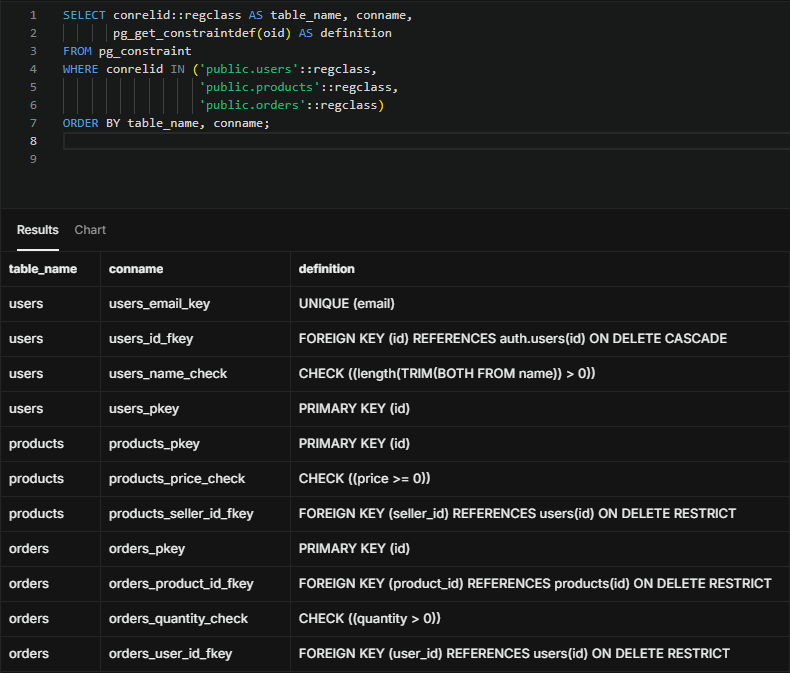 1 SELECT conrelid::regclass AS table_name, conname,
2 pg_get_constraintdef(oid) AS definition
3 FROM pg_constraint
4 WHERE conrelid IN ('public.users'::regclass,
5 'public.products'::regclass,
6 'public.orders'::regclass)
7 ORDER BY table_name, conname;
8
9
Results Chart
table_name conname definition
users users_email_key UNIQUE (email)
users users_id_fkey FOREIGN KEY (id) REFERENCES auth.users(id) ON DELETE CASCADE
users users_name_check CHECK ((length(TRIM(BOTH FROM name)) > 0))
users users_pkey PRIMARY KEY (id)
products products_pkey PRIMARY KEY (id)
products products_price_check CHECK ((price >= 0))
products products_seller_id_fkey FOREIGN KEY (seller_id) REFERENCES users(id) ON DELETE RESTRICT
orders orders_pkey PRIMARY KEY (id)
orders orders_product_id_fkey FOREIGN KEY (product_id) REFERENCES products(id) ON DELETE RESTRICT
orders orders_quantity_check CHECK ((quantity > 0))
orders orders_user_id_fkey FOREIGN KEY (user_id) REFERENCES users(id) ON DELETE RESTRICT